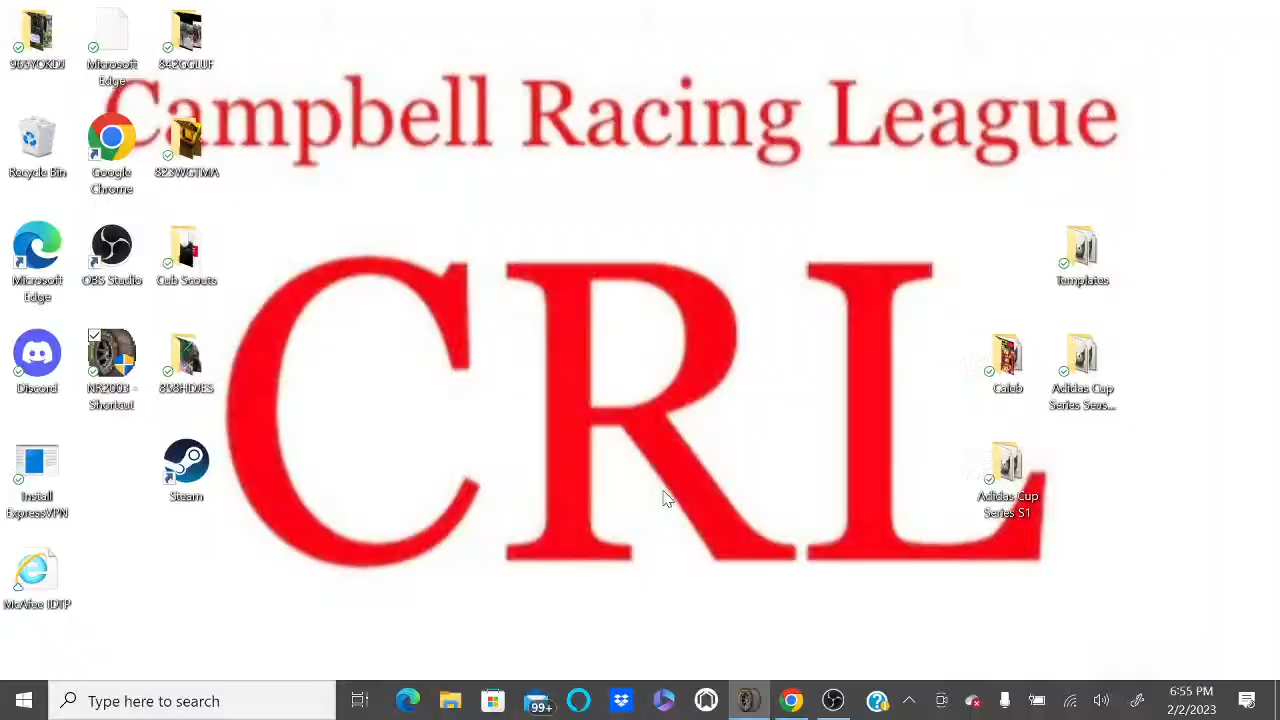 Campbell Racing League
CRL
963YOKDJ
Microsoft
Edge
842GGLUF
Recycle Bin
Google
Chrome
823WGTMA
Microsoft
Edge
OBS Studio
Cub Scouts
Templates
Discord
NR2003 -
Shortcut
858HDJES
Caleb
Adidas Cup
Series Seas...
Install
ExpressVPN
Steam
Adidas Cup
Series S1
McAfee IDTP
Type here to search
99+
6:55 PM
2/2/2023